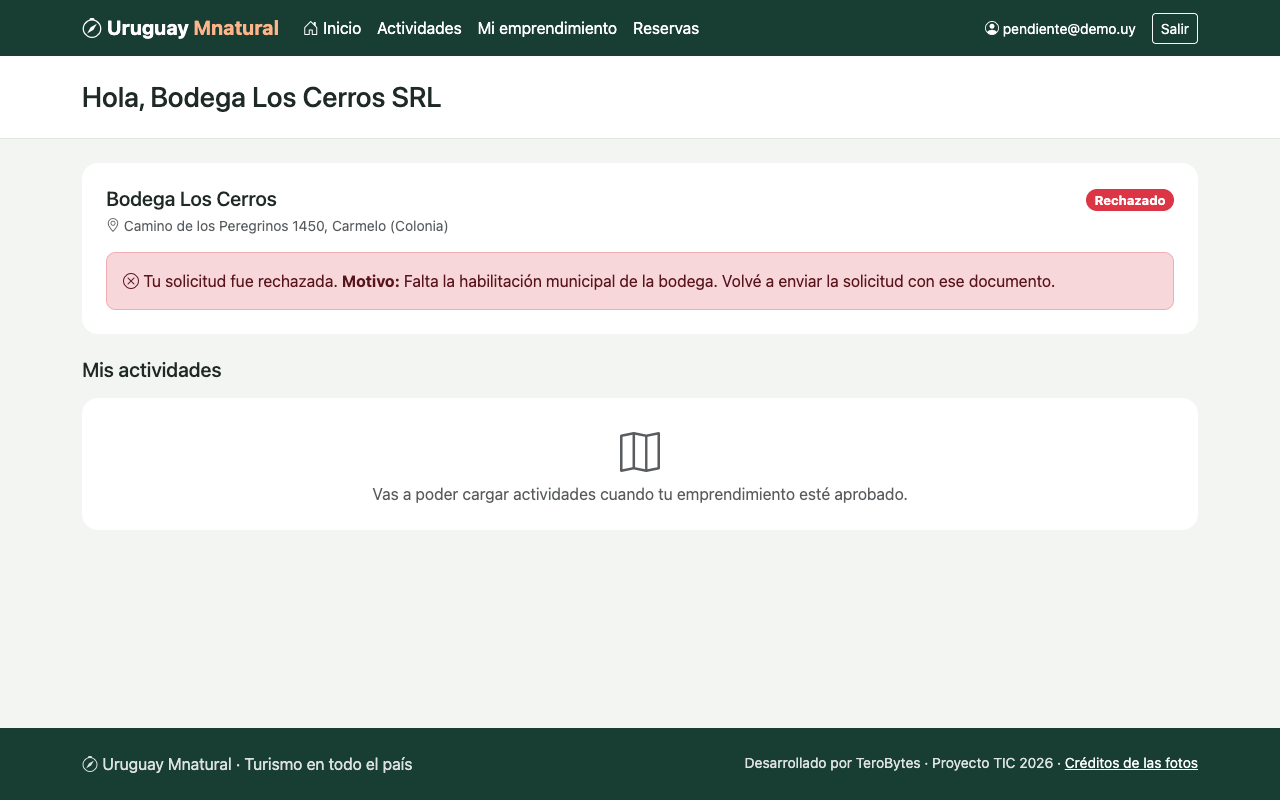 Uruguay Mnatural Inicio Actividades Mi emprendimiento Reservas pendiente@demo.uy Salir
Hola, Bodega Los Cerros SRL
Bodega Los Cerros Rechazado
Camino de los Peregrinos 1450, Carmelo (Colonia)
Tu solicitud fue rechazada. Motivo: Falta la habilitación municipal de la bodega. Volvé a enviar la solicitud con ese documento.
Mis actividades
Vas a poder cargar actividades cuando tu emprendimiento esté aprobado.
Uruguay Mnatural · Turismo en todo el país Desarrollado por TeroBytes · Proyecto TIC 2026 · Créditos de las fotos